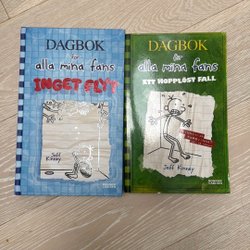 DAGBOK
för
alla mina fans
INGET FLYT
Jeff Kinney
DAGBOK
för
alla mina fans
ETT HOPPLÖST FALL
Jeff Kinney